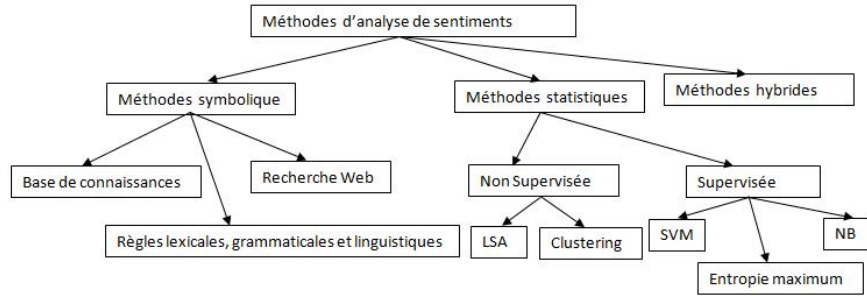 Méthodes d'analyse de sentiments
Méthodes symbolique
Méthodes statistiques
Méthodes hybrides
Base de connaissances
Recherche Web
Non Supervisée
Supervisée
Règles lexicales, grammaticales et linguistiques
LSA
Clustering
SVM
NB
Entropie maximum